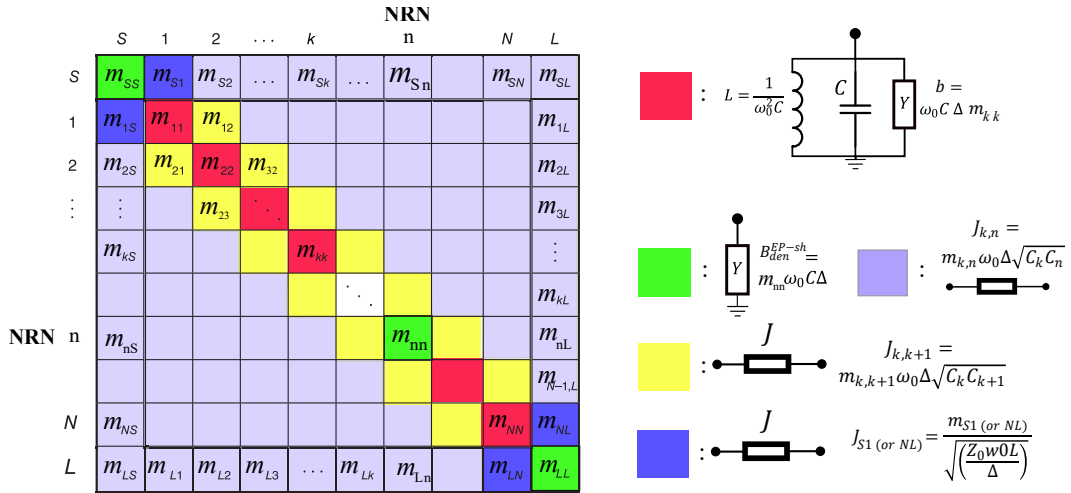 NRN
S 1 2 ... k n N L
S m_SS m_S1 m_S2 ... m_Sk ... m_Sn m_SN m_SL
1 m_1S m_11 m_12 m_1L
2 m_2S m_21 m_22 m_32 m_2L
⋮ ⋮ m_23 ⋱ m_3L
m_kS m_kk ⋮
⋱ m_kL
NRN n m_nS m_nn m_nL
m_N−1,L
N m_NS m_NN m_NL
L m_LS m_L1 m_L2 m_L3 ... m_Lk m_Ln m_LN m_LL
: L = 1/ω_0^2 C C Y b =
ω_0 C Δ m_kk
: Y B_den^EP−sh =
m_nn ω_0 C Δ
: J_k,n =
m_k,n ω_0 Δ √(C_k C_n)
: J J_k,k+1 =
m_k,k+1 ω_0 Δ √(C_k C_k+1)
: J J_S1 (or NL) = m_S1 (or NL) / √((Z_0 w0L / Δ))